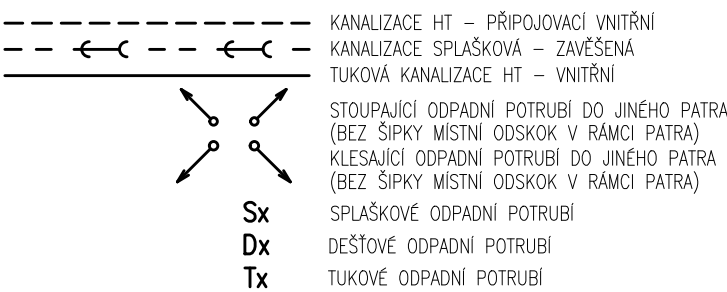 KANALIZACE HT – PŘIPOJOVACÍ VNITŘNÍ
KANALIZACE SPLAŠKOVÁ – ZAVĚŠENÁ
TUKOVÁ KANALIZACE HT – VNITŘNÍ
STOUPAJÍCÍ ODPADNÍ POTRUBÍ DO JINÉHO PATRA
(BEZ ŠIPKY MÍSTNÍ ODSKOK V RÁMCI PATRA)
KLESAJÍCÍ ODPADNÍ POTRUBÍ DO JINÉHO PATRA
(BEZ ŠIPKY MÍSTNÍ ODSKOK V RÁMCI PATRA)
Sx SPLAŠKOVÉ ODPADNÍ POTRUBÍ
Dx DEŠŤOVÉ ODPADNÍ POTRUBÍ
Tx TUKOVÉ ODPADNÍ POTRUBÍ